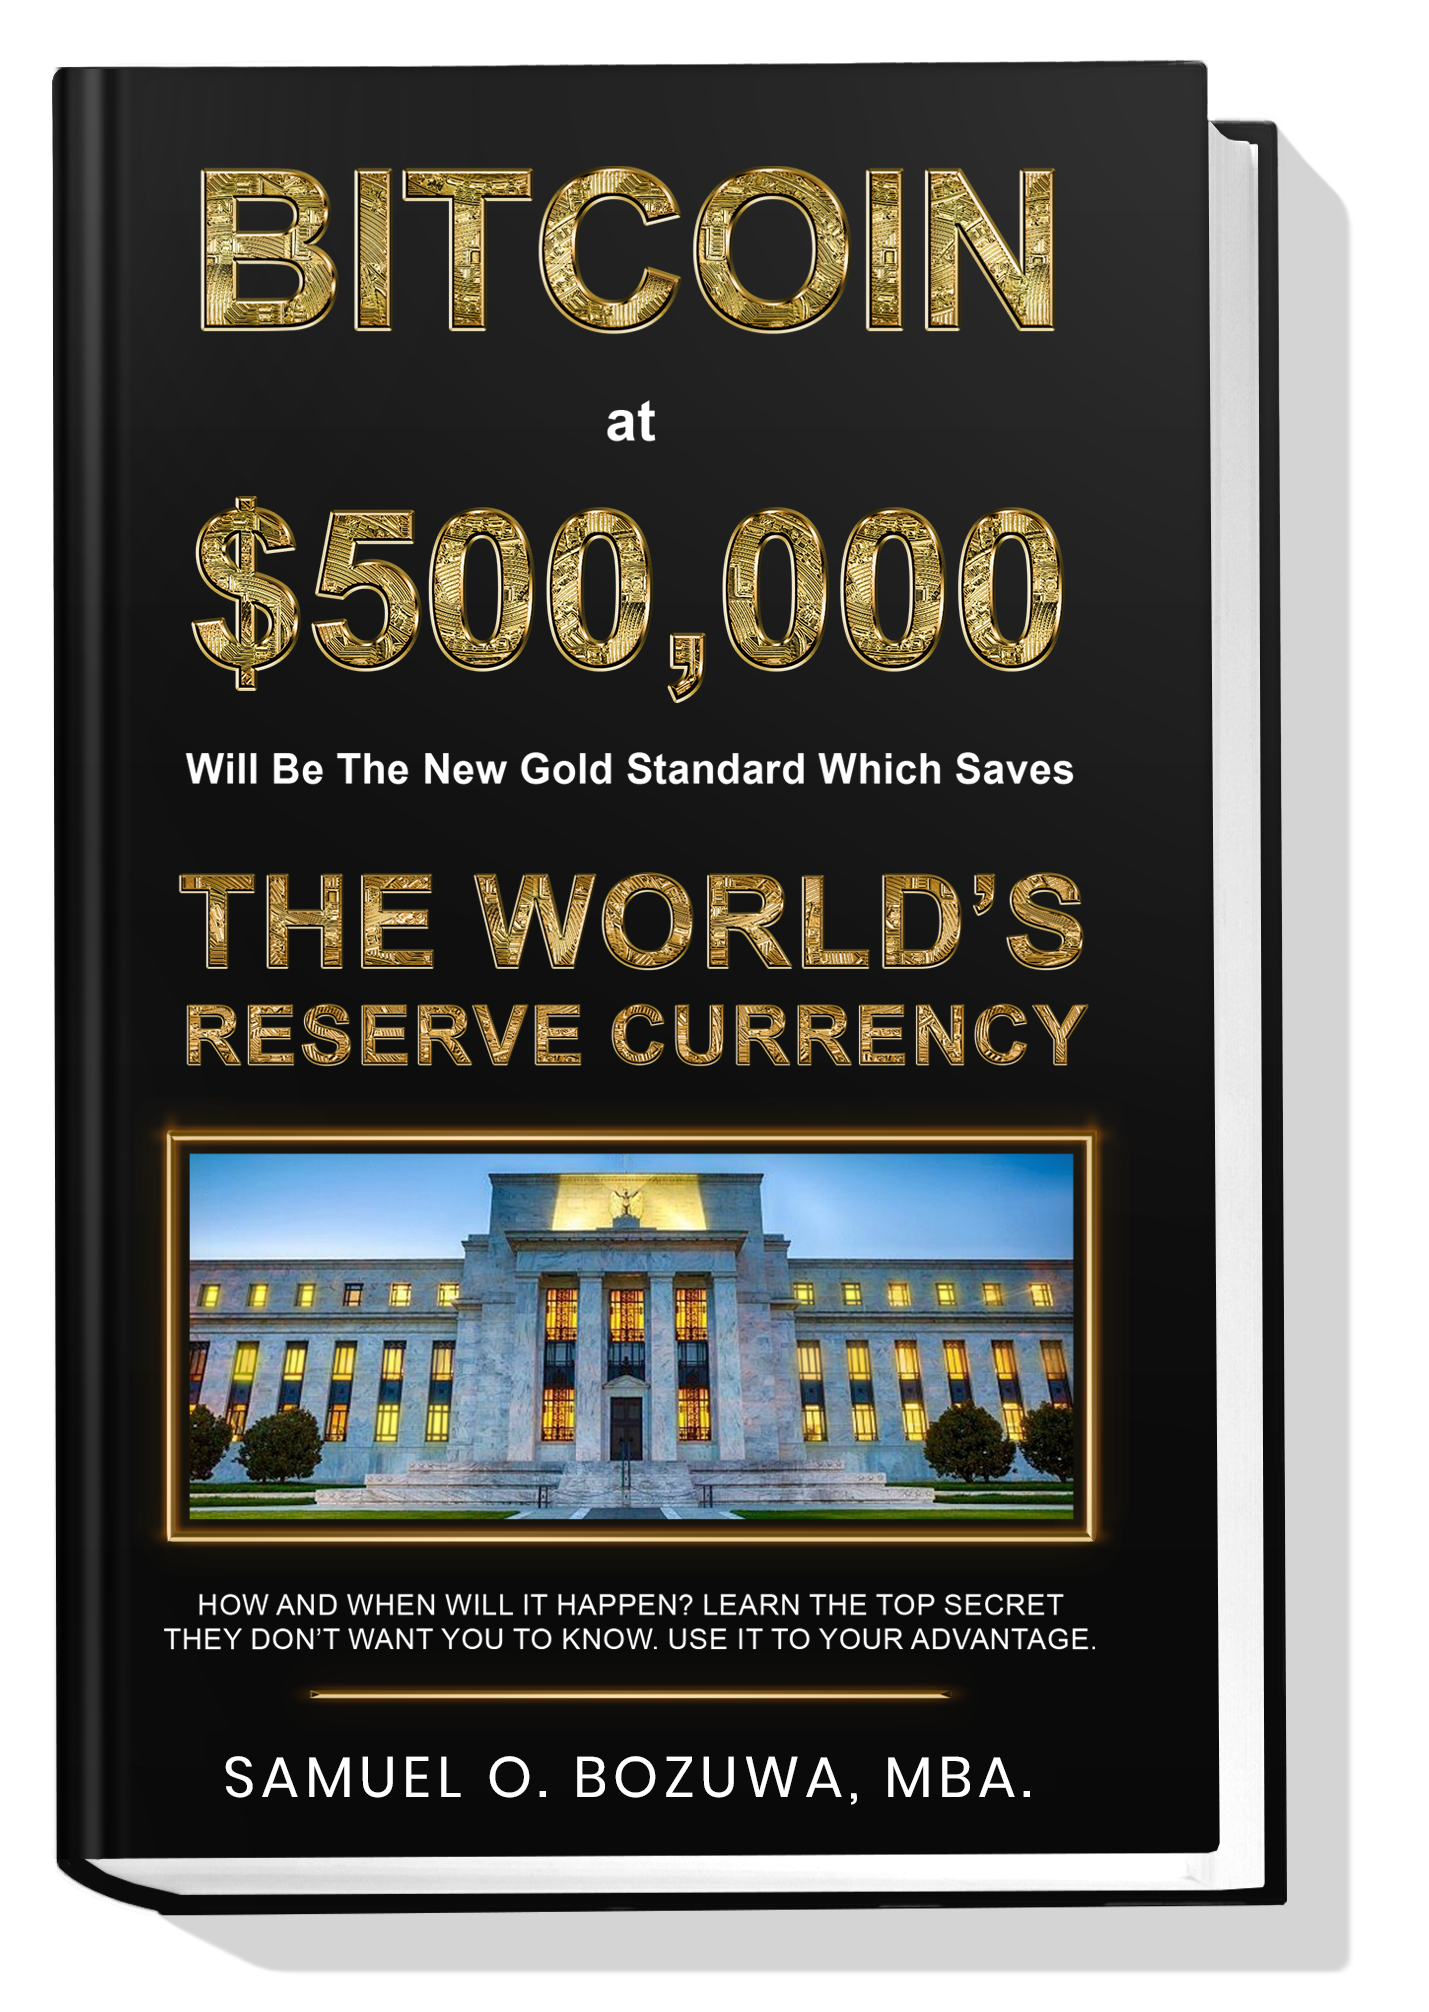 BITCOIN
at
$500,000
Will Be The New Gold Standard Which Saves
THE WORLD’S
RESERVE CURRENCY
HOW AND WHEN WILL IT HAPPEN? LEARN THE TOP SECRET
THEY DON’T WANT YOU TO KNOW. USE IT TO YOUR ADVANTAGE.
SAMUEL O. BOZUWA, MBA.